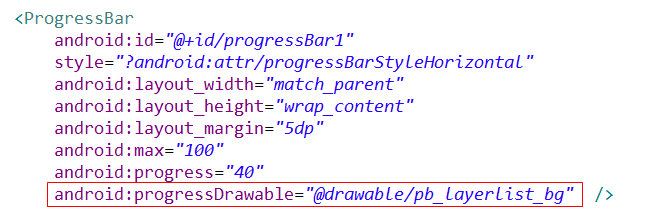 <ProgressBar
    android:id="@+id/progressBar1"
    style="?android:attr/progressBarStyleHorizontal"
    android:layout_width="match_parent"
    android:layout_height="wrap_content"
    android:layout_margin="5dp"
    android:max="100"
    android:progress="40"
    android:progressDrawable="@drawable/pb_layerlist_bg" />